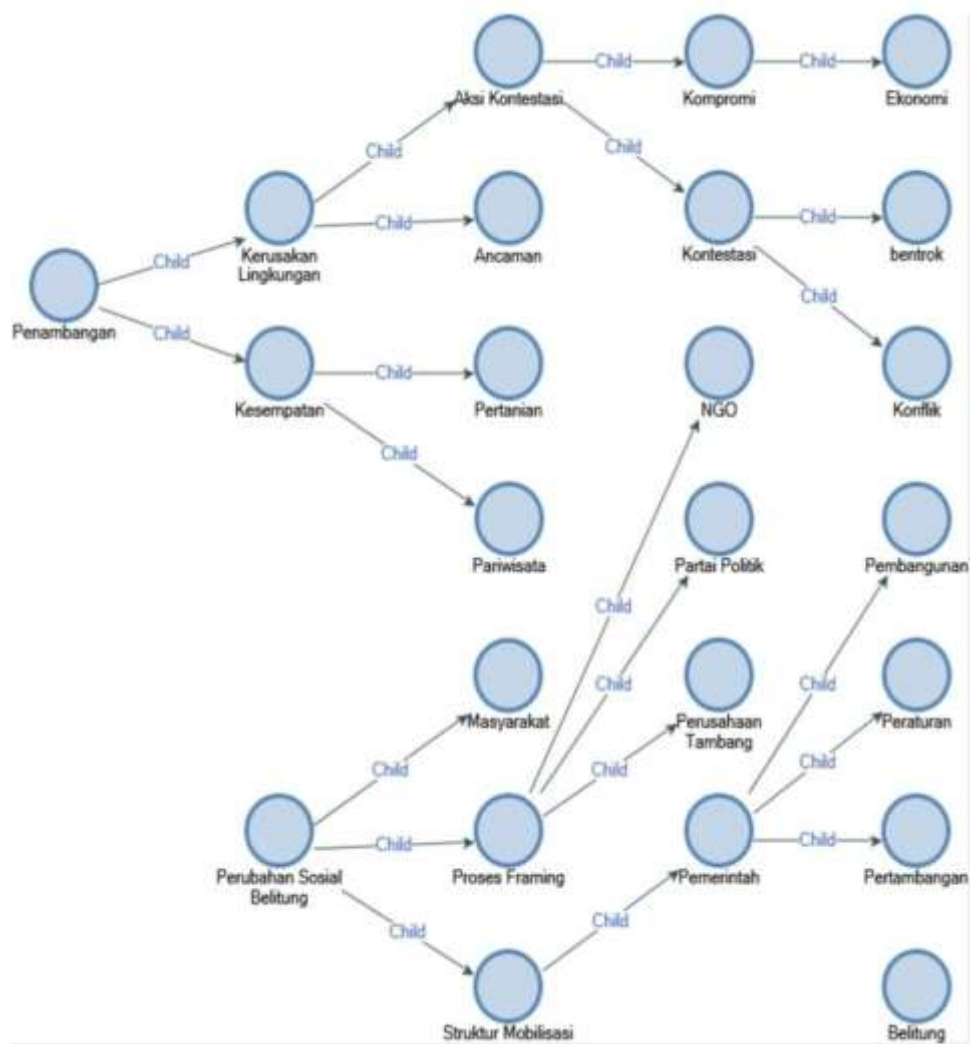 Child
Child
Aksi Kontestasi
Kompromi
Ekonomi
Child
Child
Child
Kerusakan
Lingkungan
Ancaman
Kontestasi
Child
bentrok
Child
Penambangan
Child
Child
Child
Kesempatan
Pertanian
NGO
Konflik
Child
Pariwisata
Partai Politik
Pembangunan
Child
Child
Child
Masyarakat
Perusahaan
Tambang
Peraturan
Child
Child
Child
Child
Child
Perubahan Sosial
Belitung
Proses Framing
Pemerintah
Pertambangan
Child
Child
Struktur Mobilisasi
Belitung